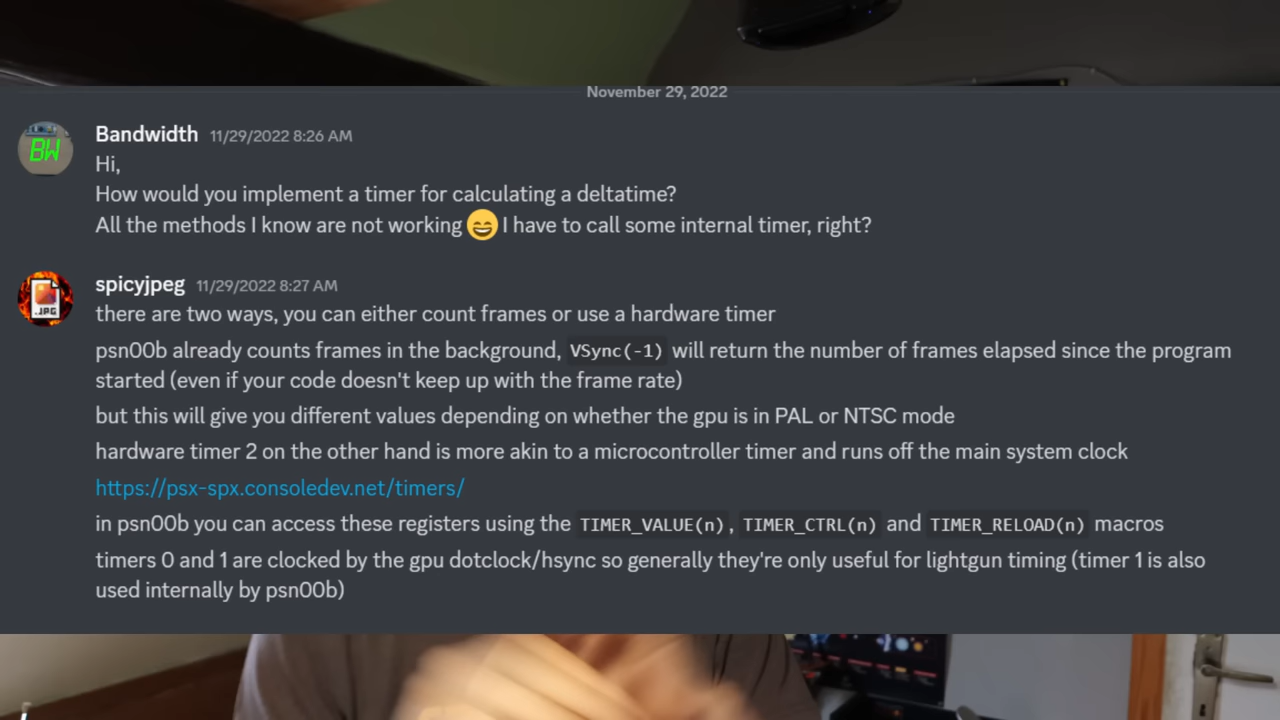 November 29, 2022
BW
Bandwidth 11/29/2022 8:26 AM
Hi,
How would you implement a timer for calculating a deltatime?
All the methods I know are not working 😄 I have to call some internal timer, right?
.JPG
spicyjpeg 11/29/2022 8:27 AM
there are two ways, you can either count frames or use a hardware timer
psn00b already counts frames in the background, VSync(-1) will return the number of frames elapsed since the program
started (even if your code doesn't keep up with the frame rate)
but this will give you different values depending on whether the gpu is in PAL or NTSC mode
hardware timer 2 on the other hand is more akin to a microcontroller timer and runs off the main system clock
https://psx-spx.consoledev.net/timers/
in psn00b you can access these registers using the TIMER_VALUE(n), TIMER_CTRL(n) and TIMER_RELOAD(n) macros
timers 0 and 1 are clocked by the gpu dotclock/hsync so generally they're only useful for lightgun timing (timer 1 is also
used internally by psn00b)